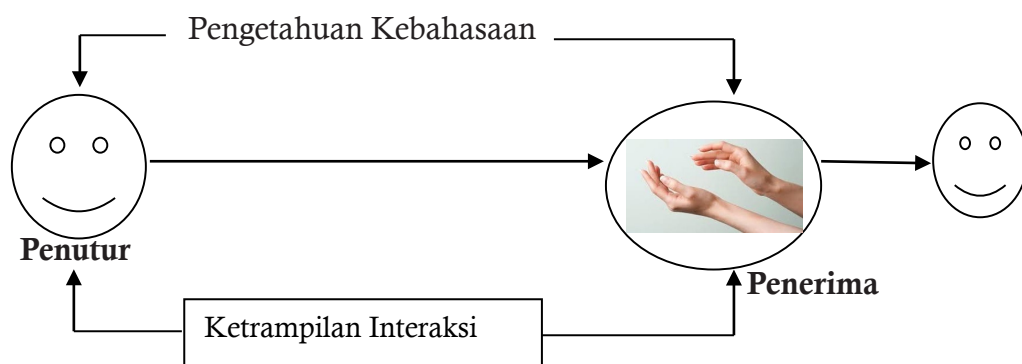 Pengetahuan Kebahasaan
Penutur
Penerima
Ketrampilan Interaksi